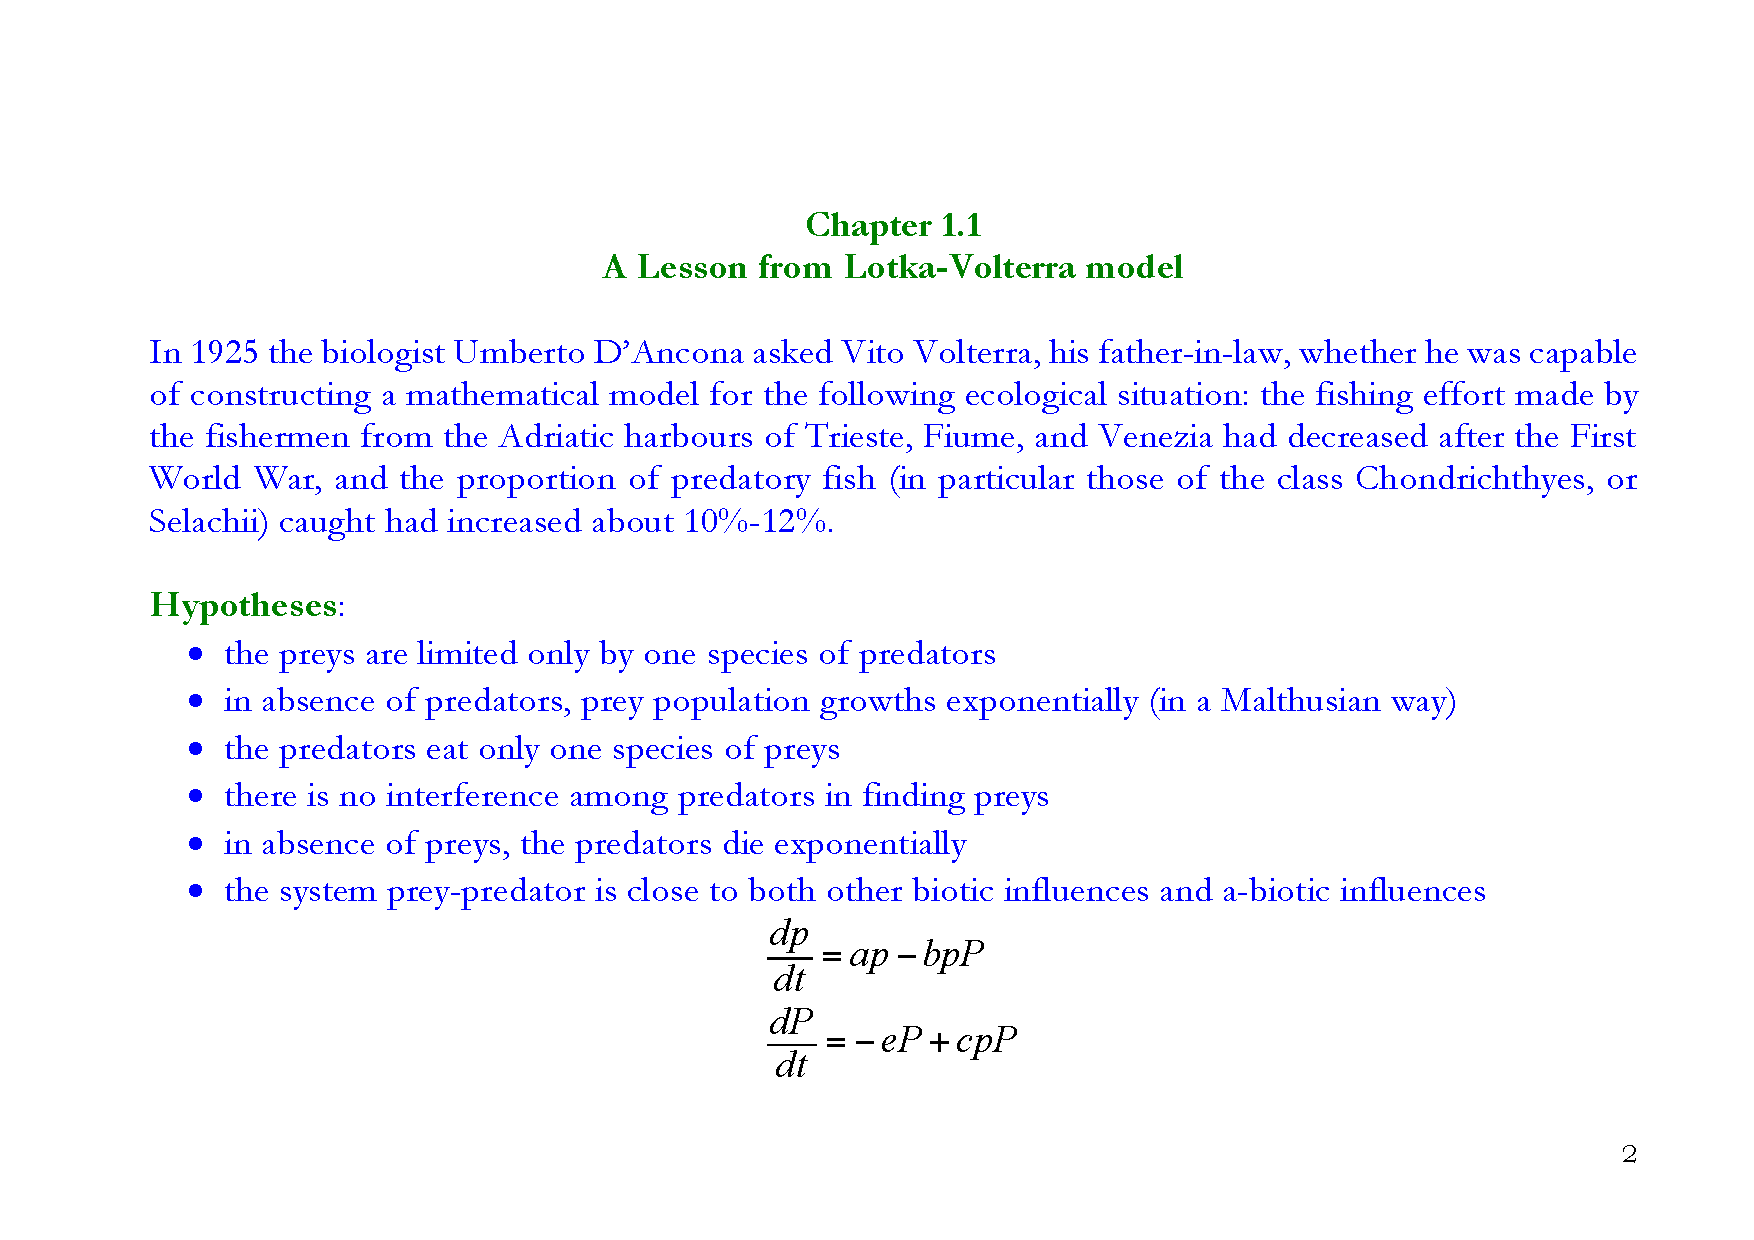 Chapter 1.1
A Lesson from Lotka-Volterra model
In 1925 the biologist Umberto D’Ancona asked Vito Volterra, his father-in-law, whether he was capable
of constructing a mathematical model for the following ecological situation: the fishing effort made by
the fishermen from the Adriatic harbours of Trieste, Fiume, and Venezia had decreased after the First
World War, and the proportion of predatory fish (in particular those of the class Chondrichthyes, or
Selachii) caught had increased about 10%-12%.
Hypotheses:
• the preys are limited only by one species of predators
• in absence of predators, prey population growths exponentially (in a Malthusian way)
• the predators eat only one species of preys
• there is no interference among predators in finding preys
• in absence of preys, the predators die exponentially
• the system prey-predator is close to both other biotic influences and a-biotic influences
dp/dt = ap − bpP
dP/dt = − eP + cpP
2